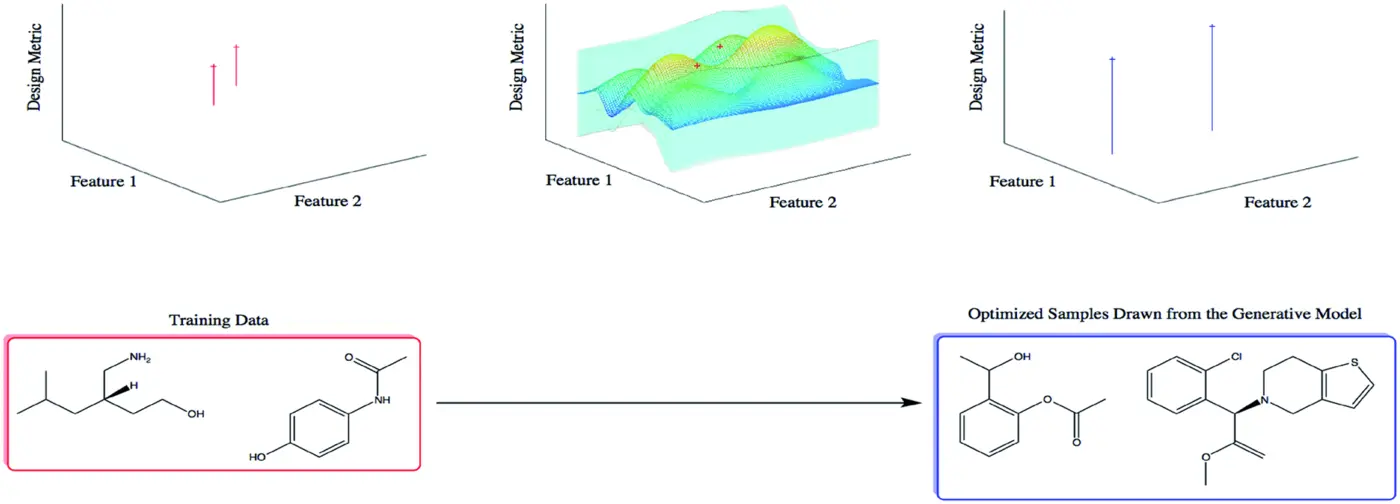 Design Metric
Feature 1
Feature 2
Design Metric
Feature 1
Feature 2
Design Metric
Feature 1
Feature 2
Training Data
NH2
H
OH
O
NH
HO
Optimized Samples Drawn from the Generative Model
OH
O
O
Cl
S
N
O